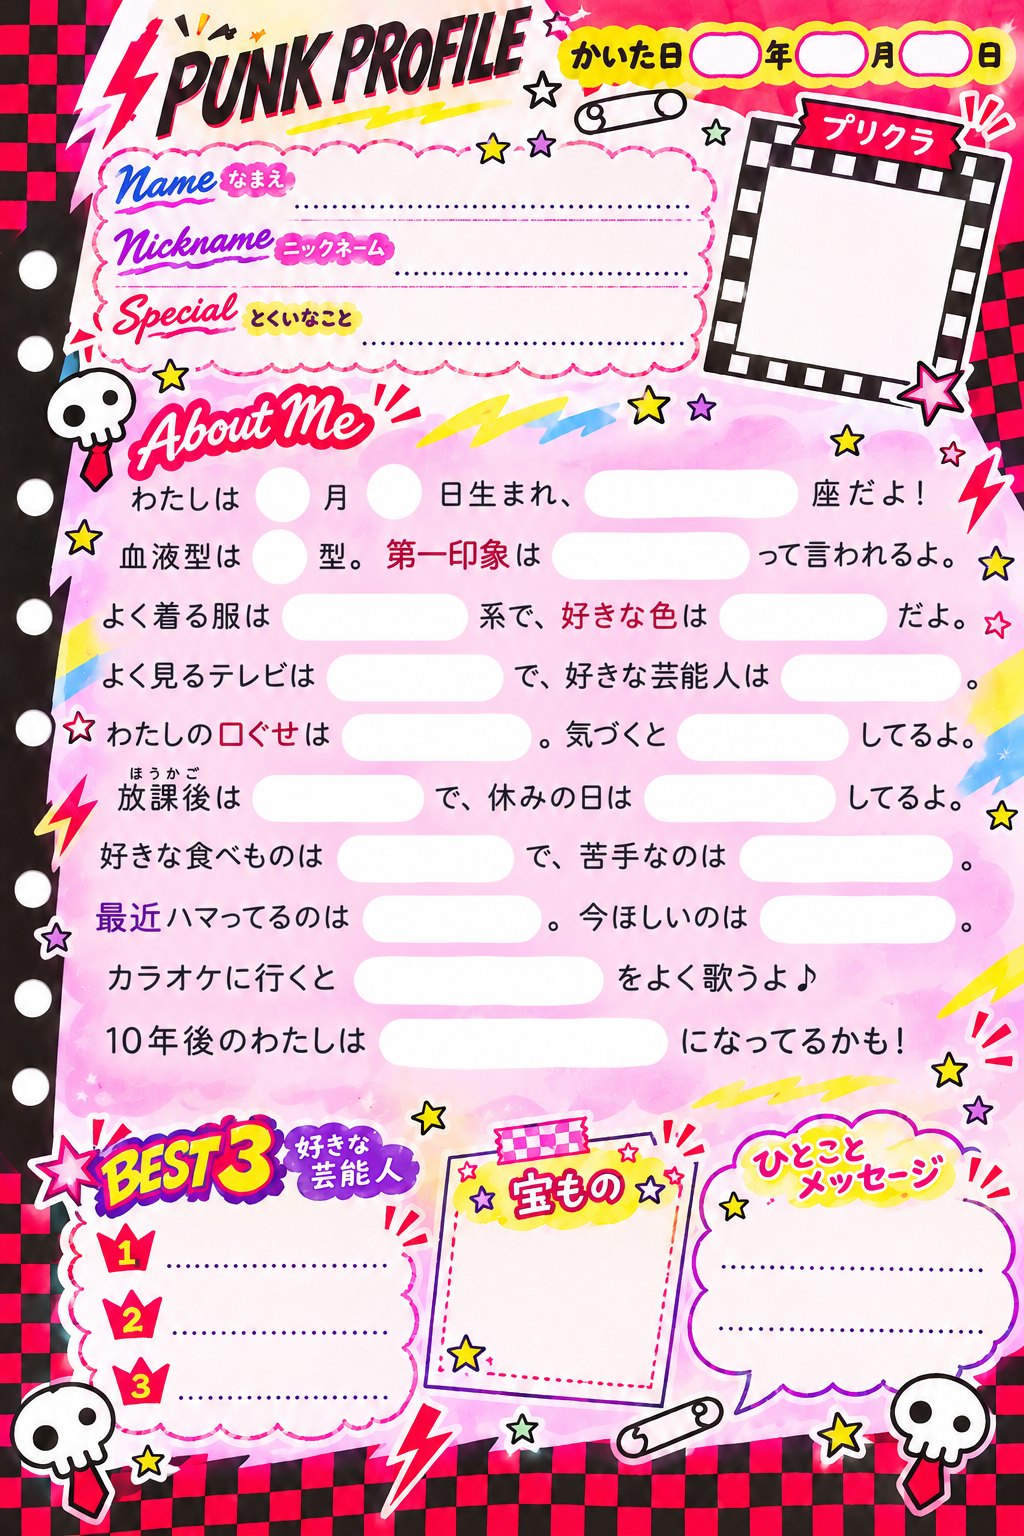 PUNK PROFILE
かいた日 年 月 日
プリクラ
Name なまえ
Nickname ニックネーム
Special とくいなこと
About Me
わたしは 月 日生まれ、 座だよ！
血液型は 型。第一印象は って言われるよ。
よく着る服は 系で、好きな色は だよ。
よく見るテレビは で、好きな芸能人は 。
わたしの口ぐせは 。気づくと してるよ。
ほうかご
放課後は で、休みの日は してるよ。
好きな食べものは で、苦手なのは 。
最近ハマってるのは 。今ほしいのは 。
カラオケに行くと をよく歌うよ♪
10年後のわたしは になってるかも！
BEST3 好きな
芸能人
1
2
3
宝もの
ひとこと
メッセージ